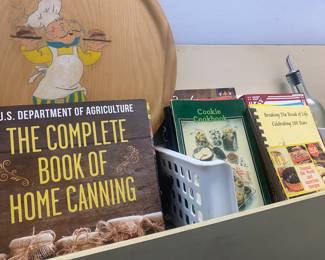 U.S. DEPARTMENT OF AGRICULTURE
THE COMPLETE
BOOK OF
HOME CANNING
Cookie
Cookbook
Breaking The Bread of Life
Celebrating 100 Years